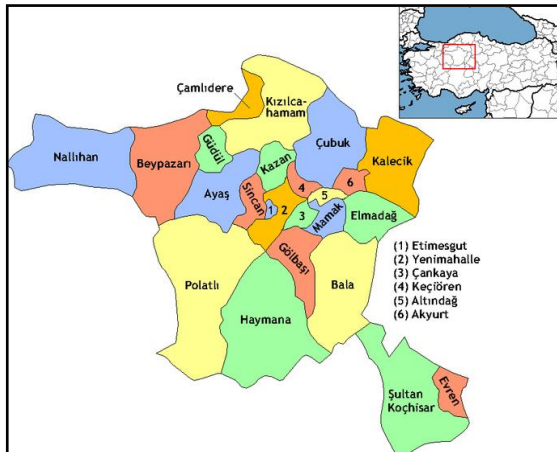 Çamlıdere
Kızılca-
hamam
Nallıhan
Beypazarı
Güdül
Kazan
Çubuk
Kalecik
Ayaş
Sincan
1
2
3
4
5
6
Mamak
Elmadağ
Gölbaşı
Polatlı
Haymana
Bala
Şultan
Koçhisar
Evren
(1) Etimesgut
(2) Yenimahalle
(3) Çankaya
(4) Keçiören
(5) Altındağ
(6) Akyurt